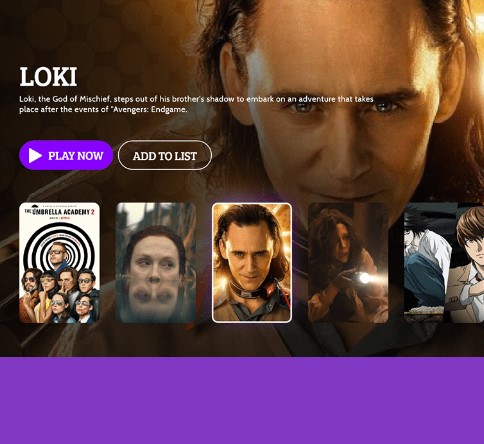 LOKI
Loki, the God of Mischief, steps out of his brother's shadow to embark on an adventure that takes
place after the events of "Avengers: Endgame.
PLAY NOW
ADD TO LIST
THE UMBRELLA ACADEMY 2